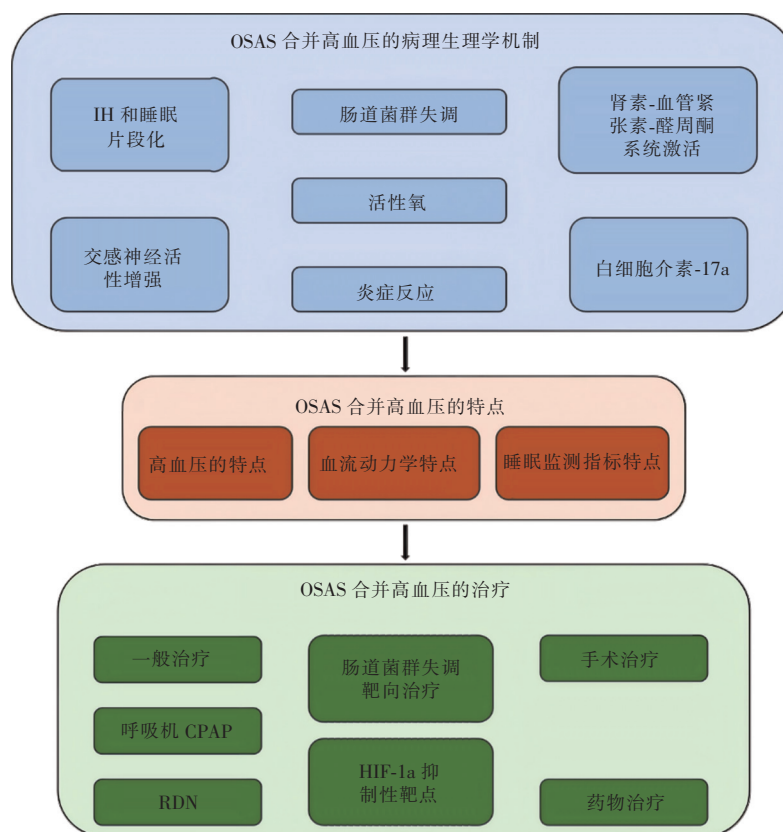 OSAS 合并高血压的病理生理学机制
IH 和睡眠
片段化
肠道菌群失调
肾素-血管紧
张素-醛周酮
系统激活
活性氧
交感神经活
性增强
炎症反应
白细胞介素-17a
OSAS 合并高血压的特点
高血压的特点
血流动力学特点
睡眠监测指标特点
OSAS 合并高血压的治疗
一般治疗
肠道菌群失调
靶向治疗
手术治疗
呼吸机 CPAP
HIF-1a 抑
制性靶点
RDN
药物治疗